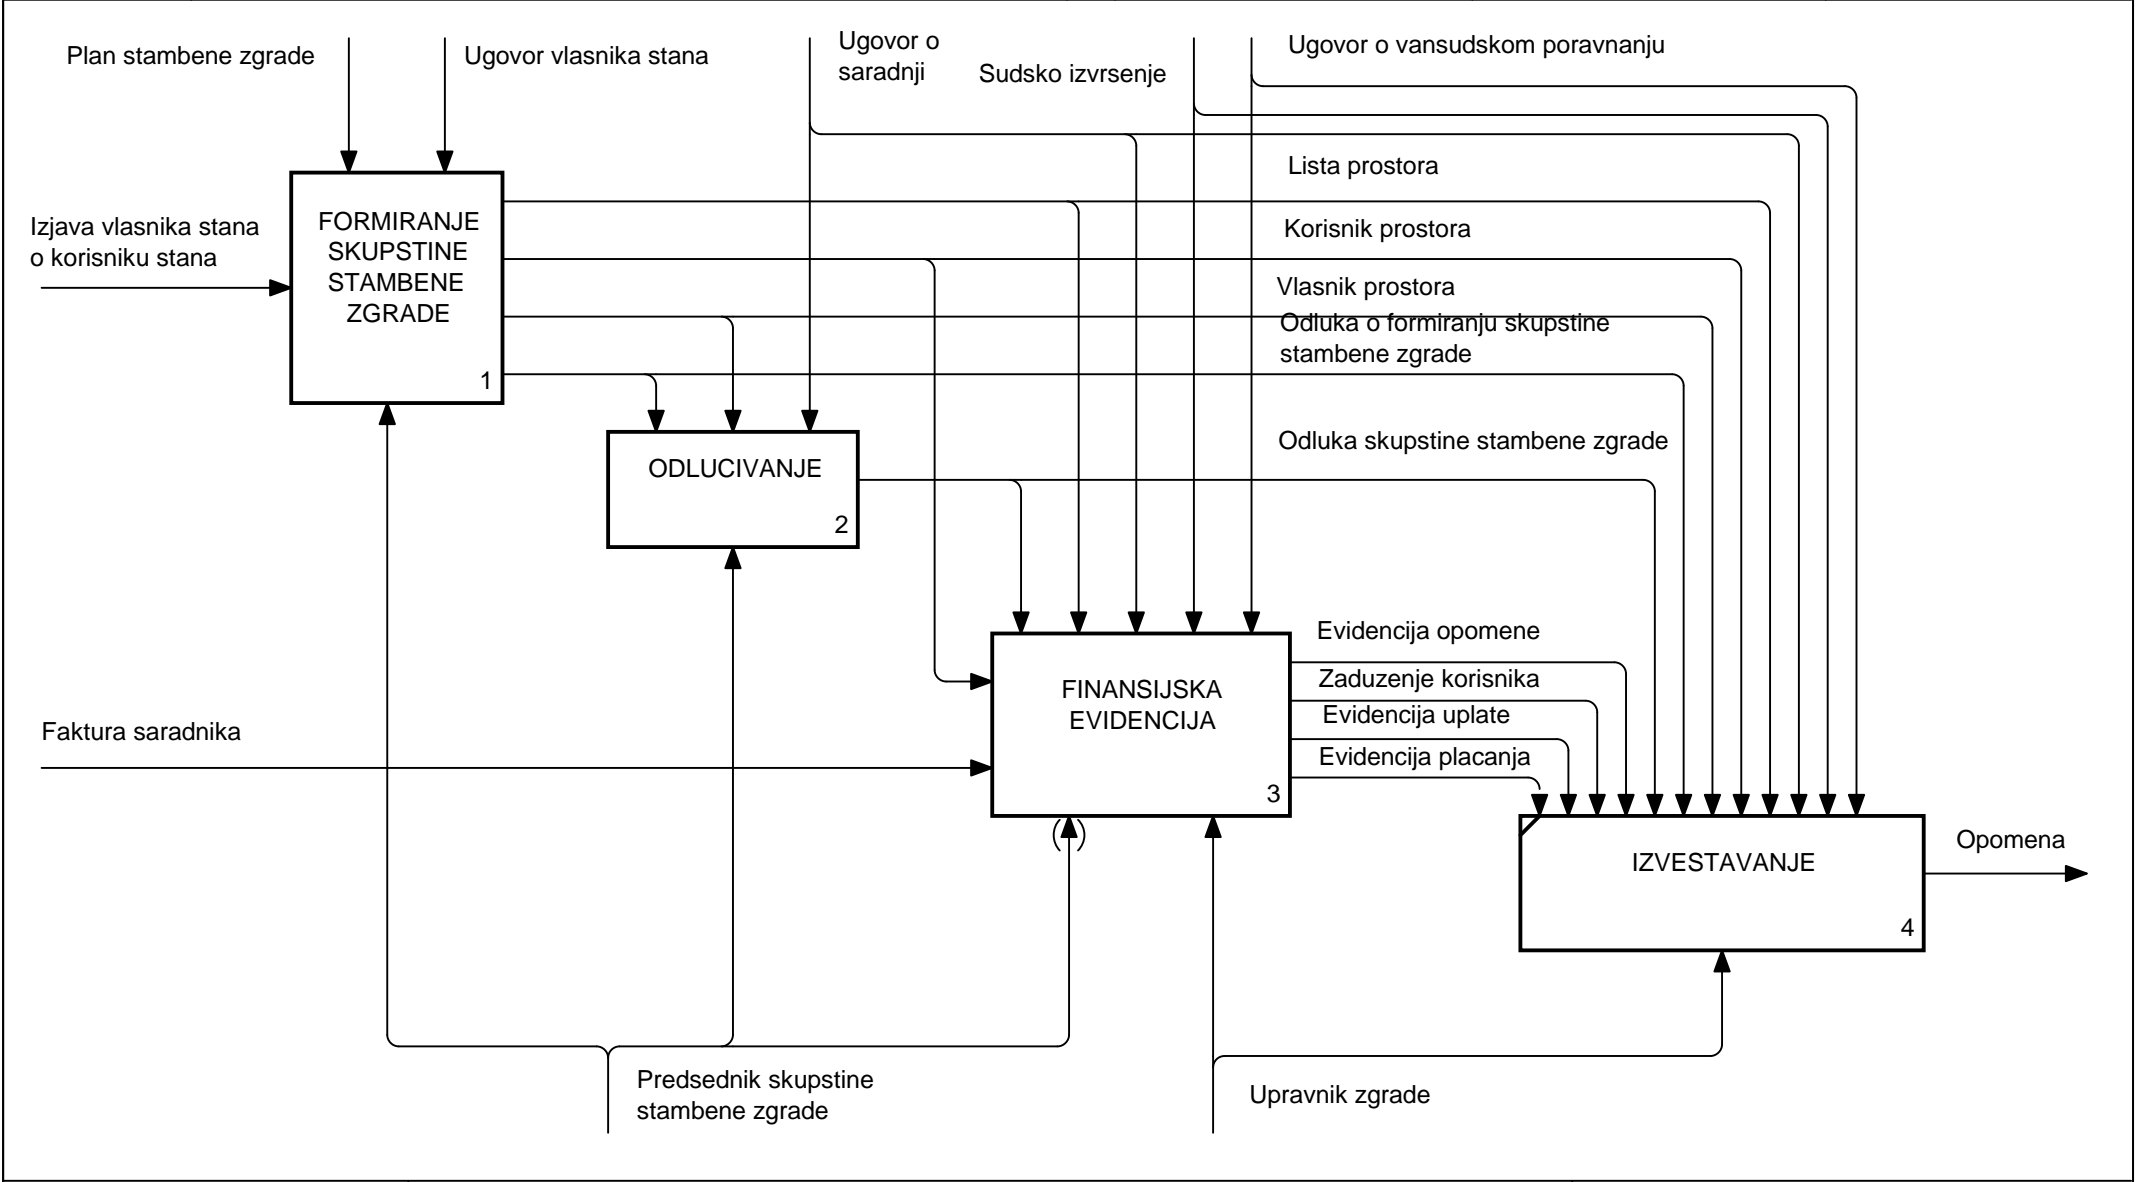 Plan stambene zgrade
Ugovor vlasnika stana
Ugovor o
saradnji
Sudsko izvrsenje
Ugovor o vansudskom poravnanju
Izjava vlasnika stana
o korisniku stana
FORMIRANJE
SKUPSTINE
STAMBENE
ZGRADE
1
Lista prostora
Korisnik prostora
Vlasnik prostora
Odluka o formiranju skupstine
stambene zgrade
ODLUCIVANJE
2
Odluka skupstine stambene zgrade
Faktura saradnika
FINANSIJSKA
EVIDENCIJA
3
Evidencija opomene
Zaduzenje korisnika
Evidencija uplate
Evidencija placanja
IZVESTAVANJE
4
Opomena
Predsednik skupstine
stambene zgrade
Upravnik zgrade